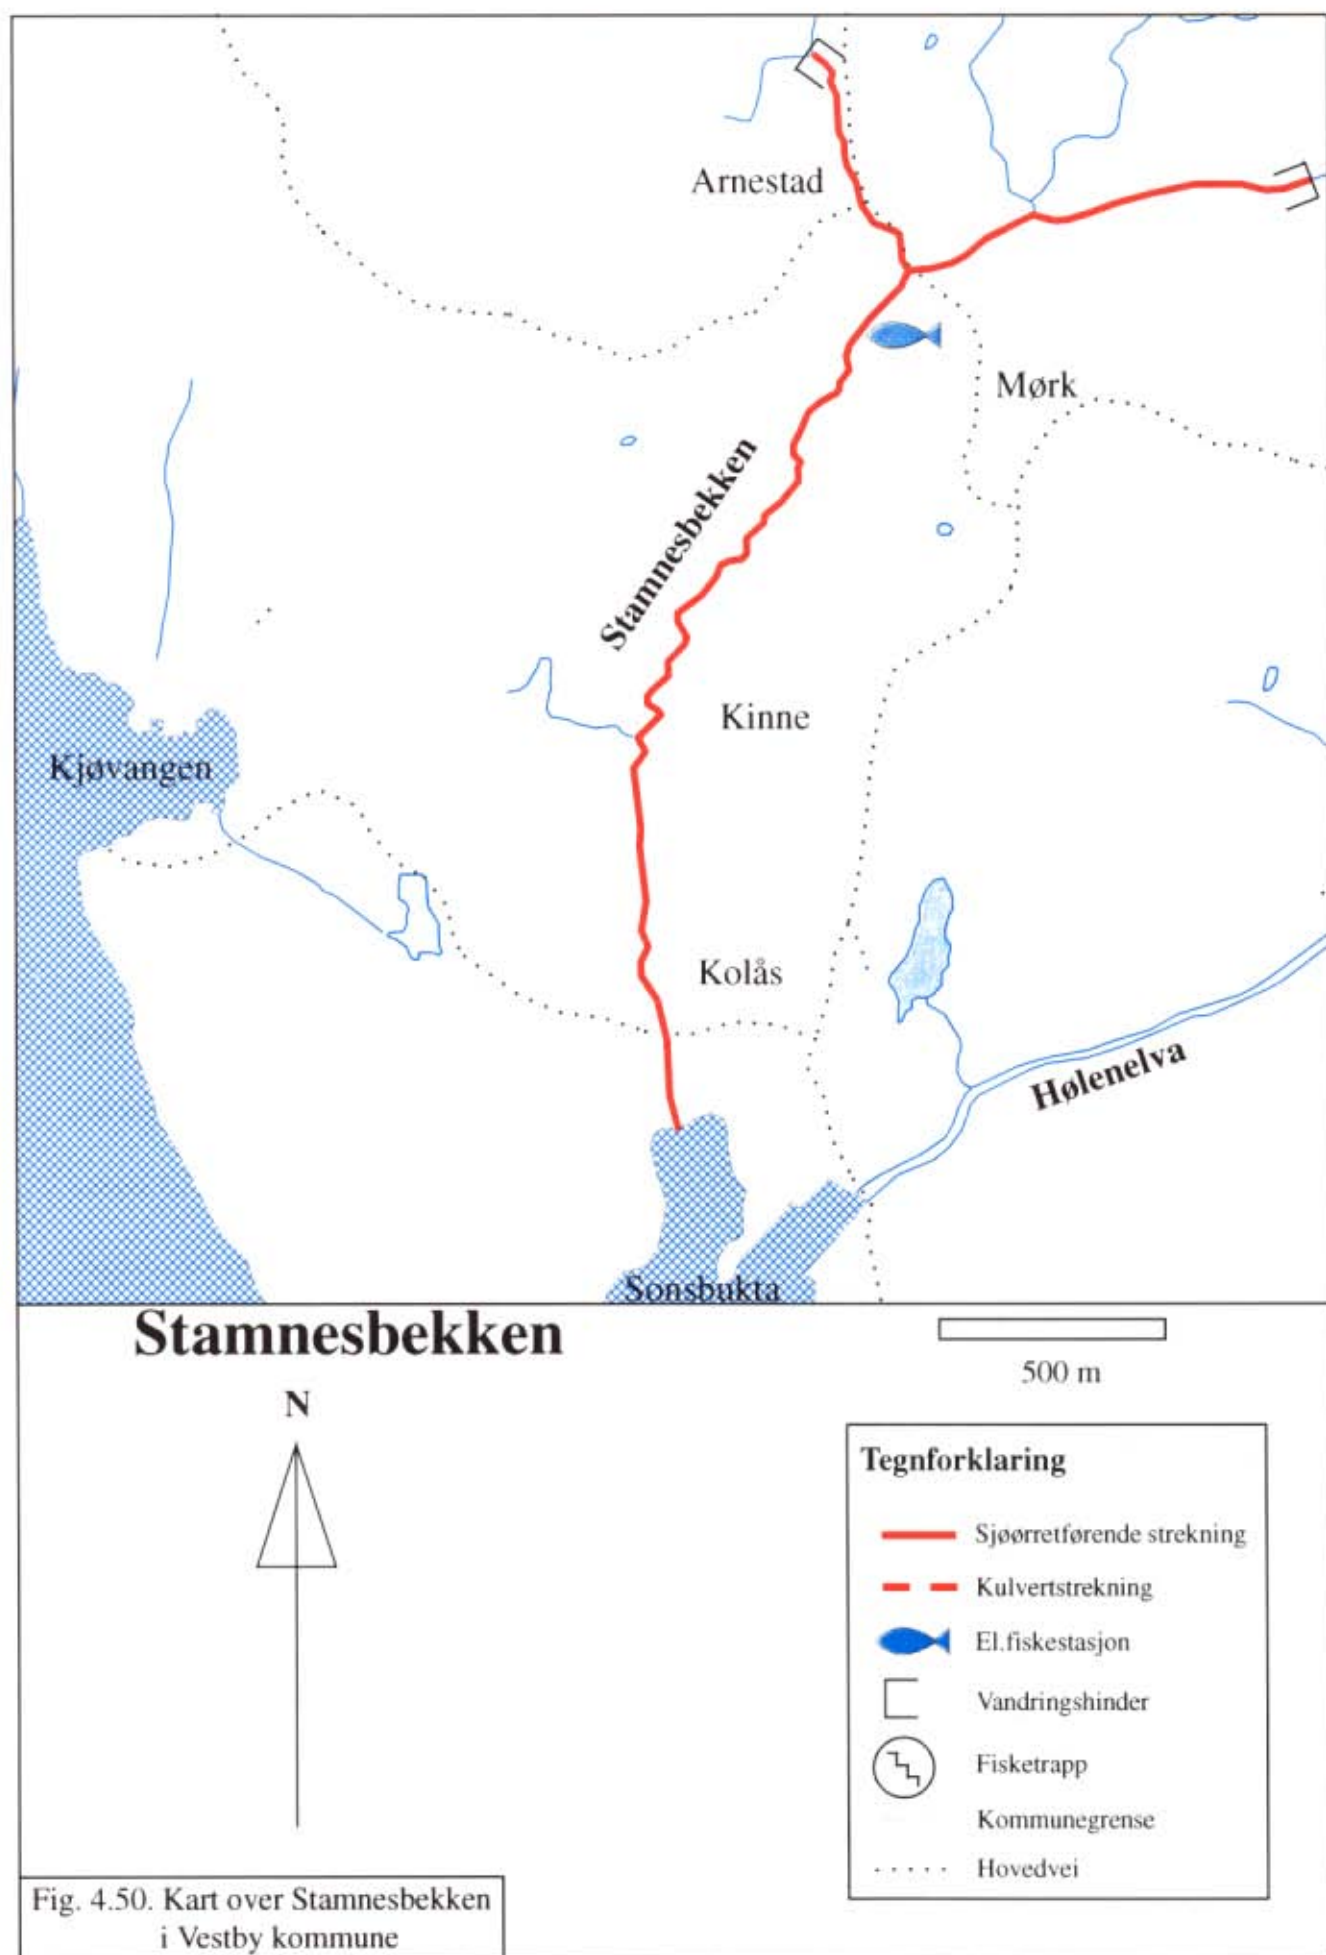 Arnestad
Mørk
Stamnesbekken
Kinne
Kjøvangen
Kolås
Hølenelva
Sonsbukta
Stamnesbekken
500 m
N
Tegnforklaring
Sjøørretførende strekning
Kulvertstrekning
El.fiskestasjon
Vandringshinder
Fisketrapp
Kommunegrense
Hovedvei
Fig. 4.50. Kart over Stamnesbekken
i Vestby kommune